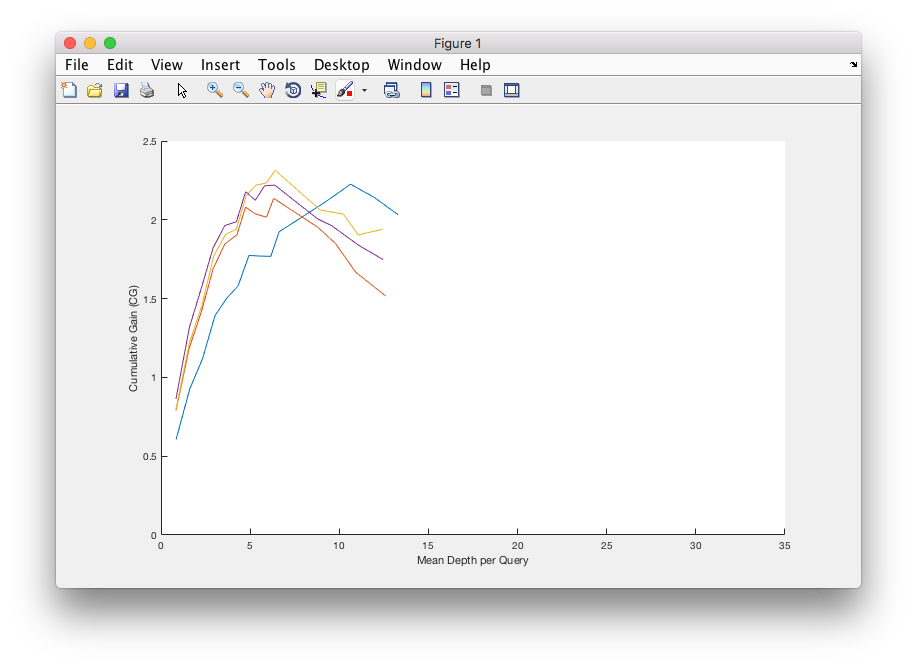 Figure 1
File Edit View Insert Tools Desktop Window Help
2.5
2
1.5
1
0.5
0
Cumulative Gain (CG)
0 5 10 15 20 25 30 35
Mean Depth per Query